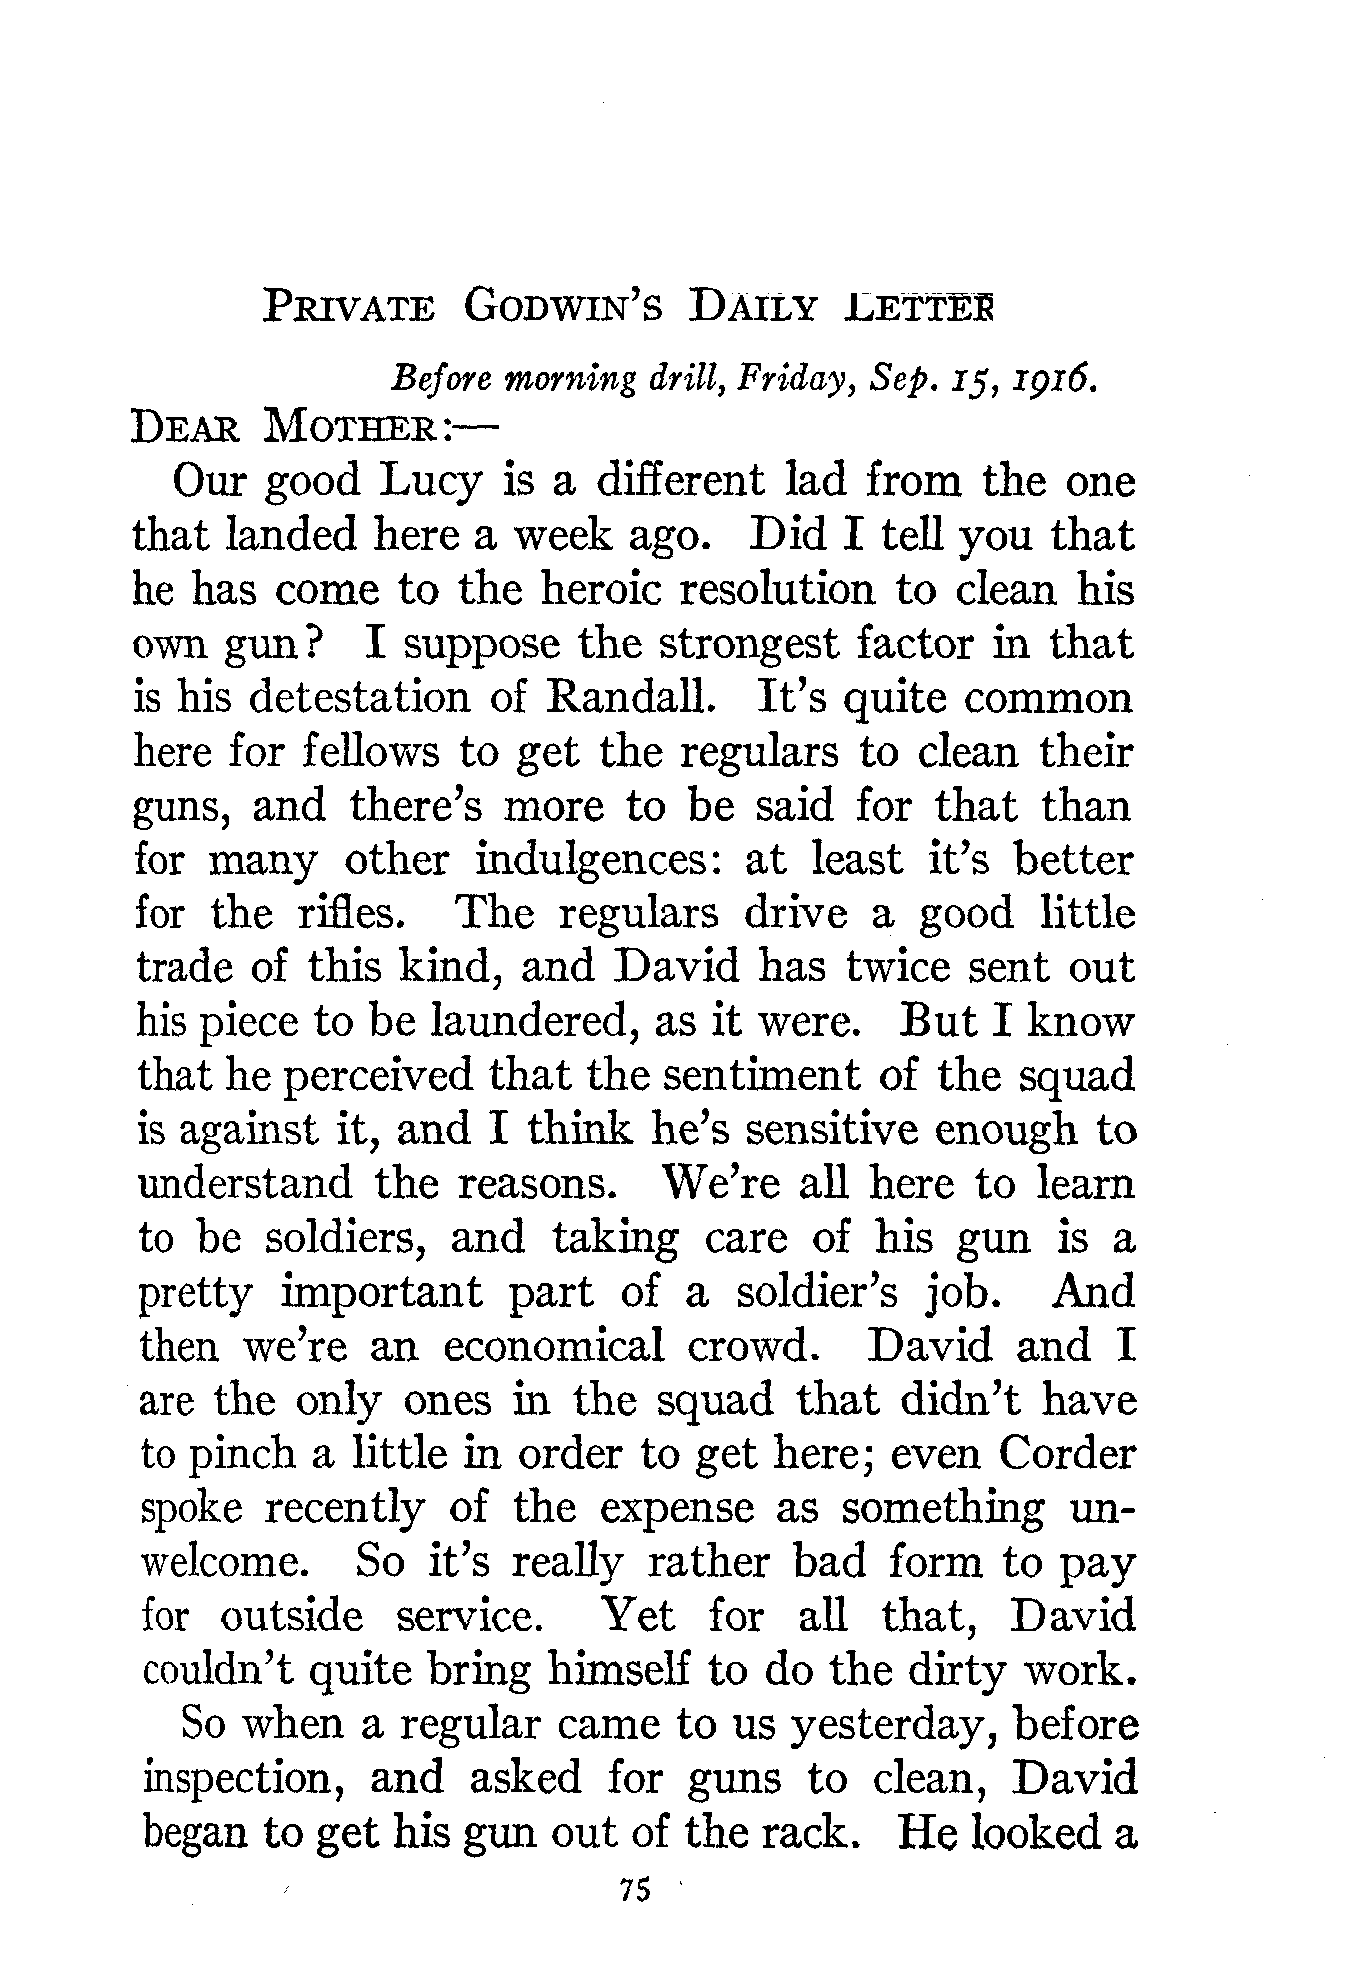 PRIVATE GODWIN'S DAILY LETTER
Before morning drill, Friday, Sep. 15, 1916.
DEAR MOTHER:—
Our good Lucy is a different lad from the one
that landed here a week ago. Did I tell you that
he has come to the heroic resolution to clean his
own gun? I suppose the strongest factor in that
is his detestation of Randall. It's quite common
here for fellows to get the regulars to clean their
guns, and there's more to be said for that than
for many other indulgences: at least it's better
for the rifles. The regulars drive a good little
trade of this kind, and David has twice sent out
his piece to be laundered, as it were. But I know
that he perceived that the sentiment of the squad
is against it, and I think he's sensitive enough to
understand the reasons. We're all here to learn
to be soldiers, and taking care of his gun is a
pretty important part of a soldier's job. And
then we're an economical crowd. David and I
are the only ones in the squad that didn't have
to pinch a little in order to get here; even Corder
spoke recently of the expense as something un-
welcome. So it's really rather bad form to pay
for outside service. Yet for all that, David
couldn't quite bring himself to do the dirty work.
So when a regular came to us yesterday, before
inspection, and asked for guns to clean, David
began to get his gun out of the rack. He looked a
75